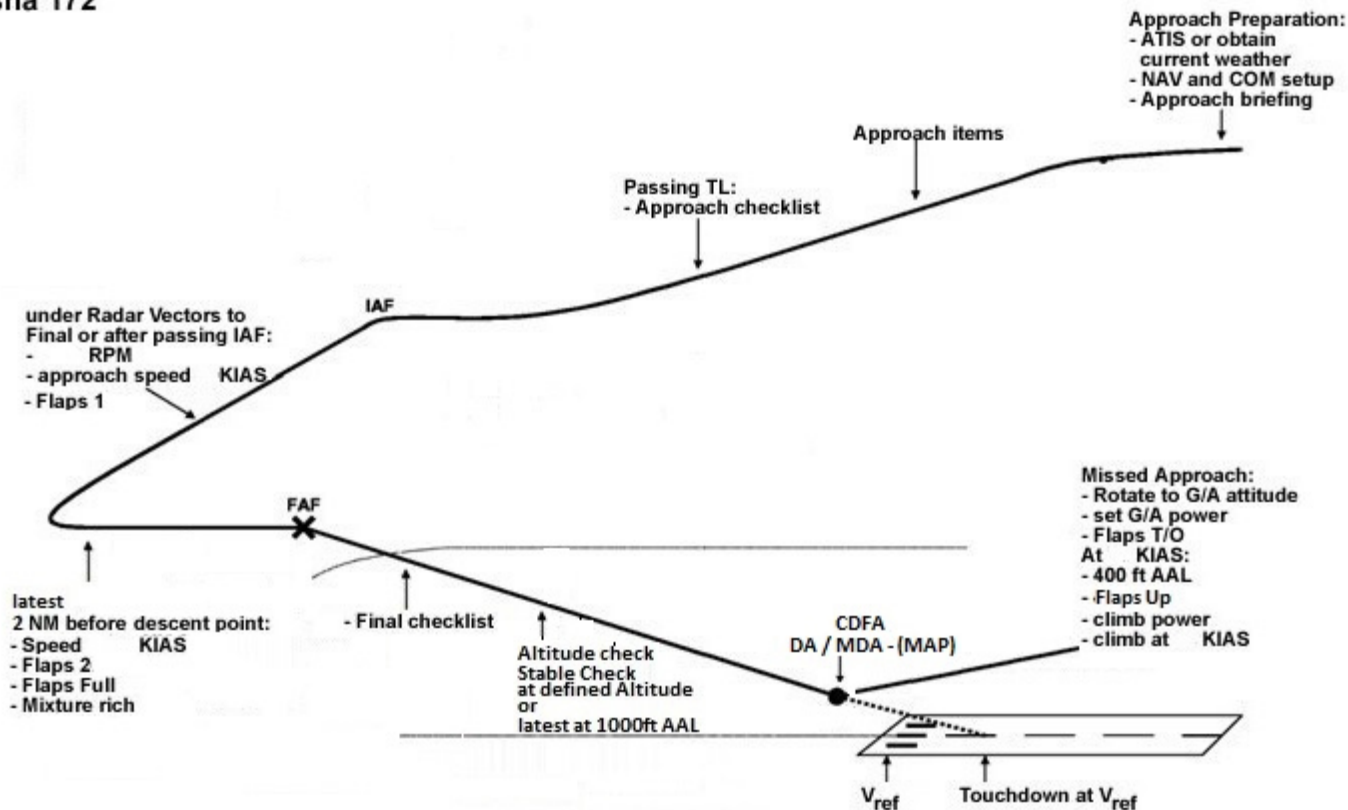 172
Approach Preparation:
- ATIS or obtain
current weather
- NAV and COM setup
- Approach briefing
Approach items
Passing TL:
- Approach checklist
IAF
under Radar Vectors to
Final or after passing IAF:
- RPM
- approach speed KIAS
- Flaps 1
FAF
latest
2 NM before descent point:
- Speed KIAS
- Flaps 2
- Flaps Full
- Mixture rich
- Final checklist
Altitude check
Stable Check
at defined Altitude
or
latest at 1000ft AAL
CDFA
DA / MDA - (MAP)
Missed Approach:
- Rotate to G/A attitude
- set G/A power
- Flaps T/O
At KIAS:
- 400 ft AAL
- Flaps Up
- climb power
- climb at KIAS
Vref
Touchdown at Vref